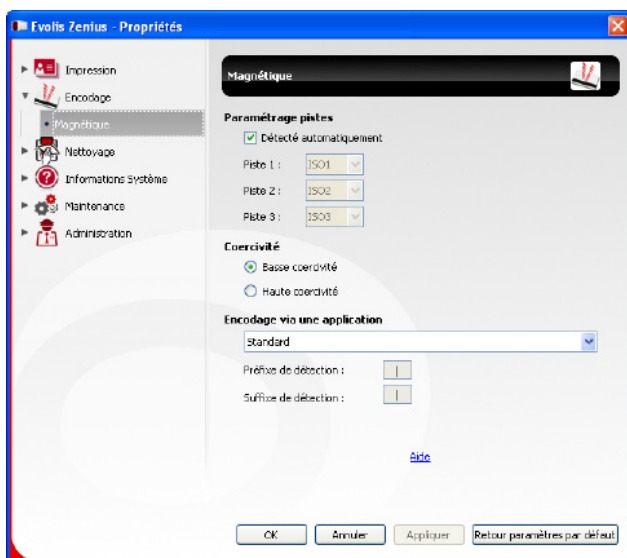 Evolis Zenius - Propriétés
Impression
Encodage
Magnétique
Nettoyage
Informations Système
Maintenance
Administration
Magnétique
Paramétrage pistes
Détecté automatiquement
Piste 1 : ISO1
Piste 2 : ISO2
Piste 3 : ISO3
Coercivité
Basse coercivité
Haute coercivité
Encodage via une application
Standard
Préfixe de détection : |
Suffixe de détection : |
Aide
OK Annuler Appliquer Retour paramètres par défaut